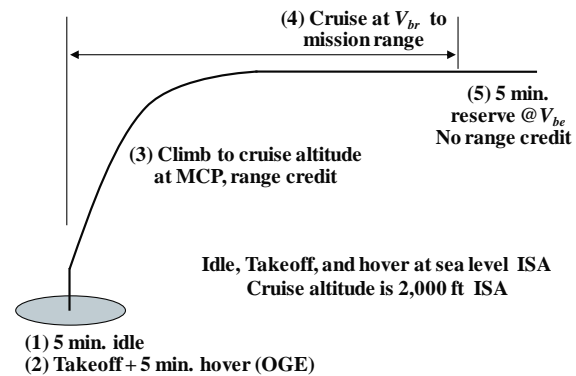 (4) Cruise at Vbr to
mission range
(5) 5 min.
reserve @Vbe
No range credit
(3) Climb to cruise altitude
at MCP, range credit
Idle, Takeoff, and hover at sea level ISA
Cruise altitude is 2,000 ft ISA
(1) 5 min. idle
(2) Takeoff + 5 min. hover (OGE)